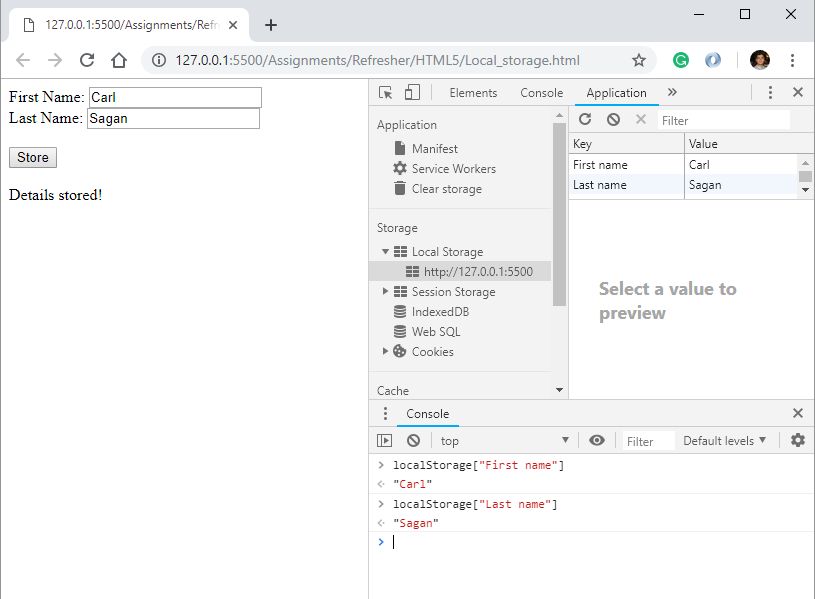 127.0.0.1:5500/Assignments/Refr
127.0.0.1:5500/Assignments/Refresher/HTML5/Local_storage.html
First Name: Carl
Last Name: Sagan
Store
Details stored!
Elements Console Application »
Application
Manifest
Service Workers
Clear storage
Storage
Local Storage
http://127.0.0.1:5500
Session Storage
IndexedDB
Web SQL
Cookies
Cache
Filter
Key Value
First name Carl
Last name Sagan
Select a value to
preview
Console
top Filter Default levels
> localStorage["First name"]
"Carl"
> localStorage["Last name"]
"Sagan"
>